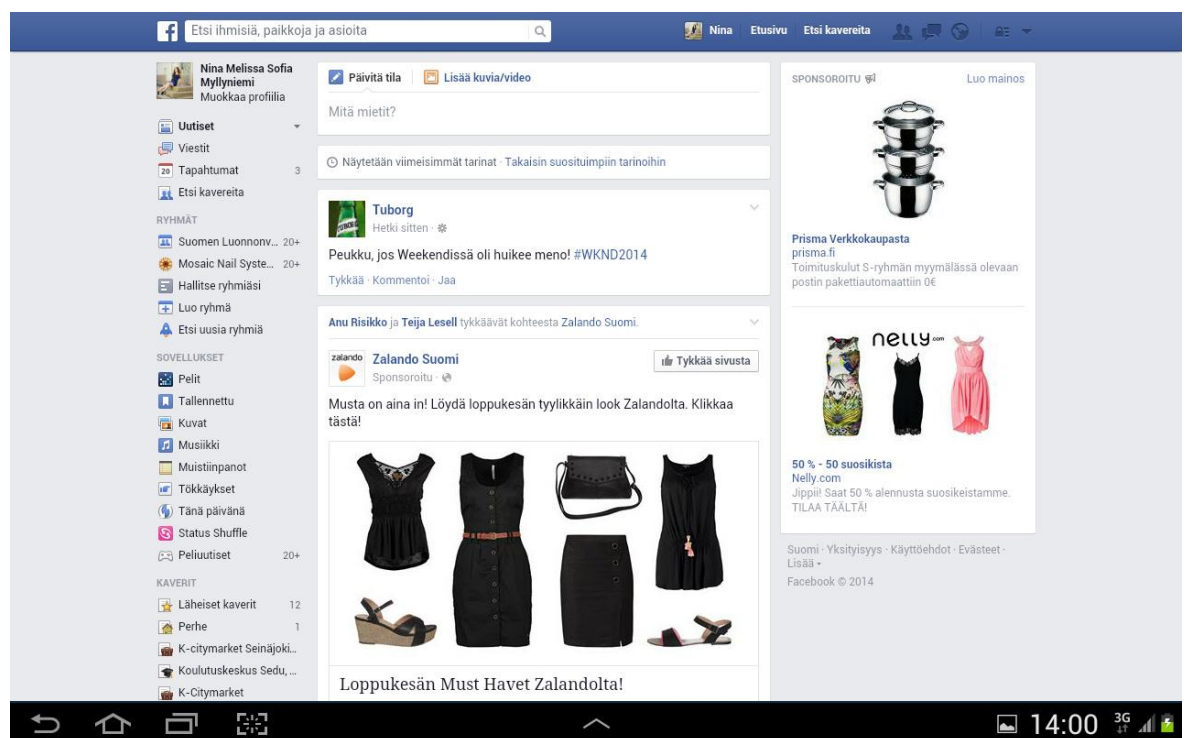 Etsi ihmisiä, paikkoja ja asioita
Nina
Etusivu
Etsi kavereita
Nina Melissa Sofia
Myllyniemi
Muokkaa profiilia
Uutiset
Viestit
20
Tapahtumat 3
Etsi kavereita
RYHMÄT
Suomen Luonnonv... 20+
Mosaic Nail Syste... 20+
Hallitse ryhmiäsi
Luo ryhmä
Etsi uusia ryhmiä
SOVELLUKSET
Pelit
Tallennettu
Kuvat
Musiikki
Muistiinpanot
Tökkäykset
Tänä päivänä
Status Shuffle
Peliuutiset 20+
KAVERIT
Läheiset kaverit 12
Perhe 1
K-citymarket Seinäjoki...
Koulutuskeskus Sedu, ...
K-Citymarket
Päivitä tila
Lisää kuvia/video
Mitä mietit?
Näytetään viimeisimmät tarinat · Takaisin suosituimpiin tarinoihin
TUBORG
Tuborg
Hetki sitten ·
Peukku, jos Weekendissä oli huikee meno! #WKND2014
Tykkää · Kommentoi · Jaa
Anu Risikko ja Teija Lesell tykkäävät kohteesta Zalando Suomi.
zalando
Zalando Suomi
Sponsoroitu ·
Tykkää sivusta
Musta on aina in! Löydä loppukesän tyylikkäin look Zalandolta. Klikkaa
tästä!
Loppukesän Must Havet Zalandolta!
SPONSOROITU
Luo mainos
Prisma Verkkokaupasta
prisma.fi
Toimituskulut S-ryhmän myymälässä olevaan
postin pakettiautomaattiin 0€
nelly.com
50 % - 50 suosikista
Nelly.com
Jippii! Saat 50 % alennusta suosikeistamme.
TILAA TÄÄLTÄ!
Suomi · Yksityisyys · Käyttöehdot · Evästeet ·
Lisää
Facebook © 2014
14:00
3G